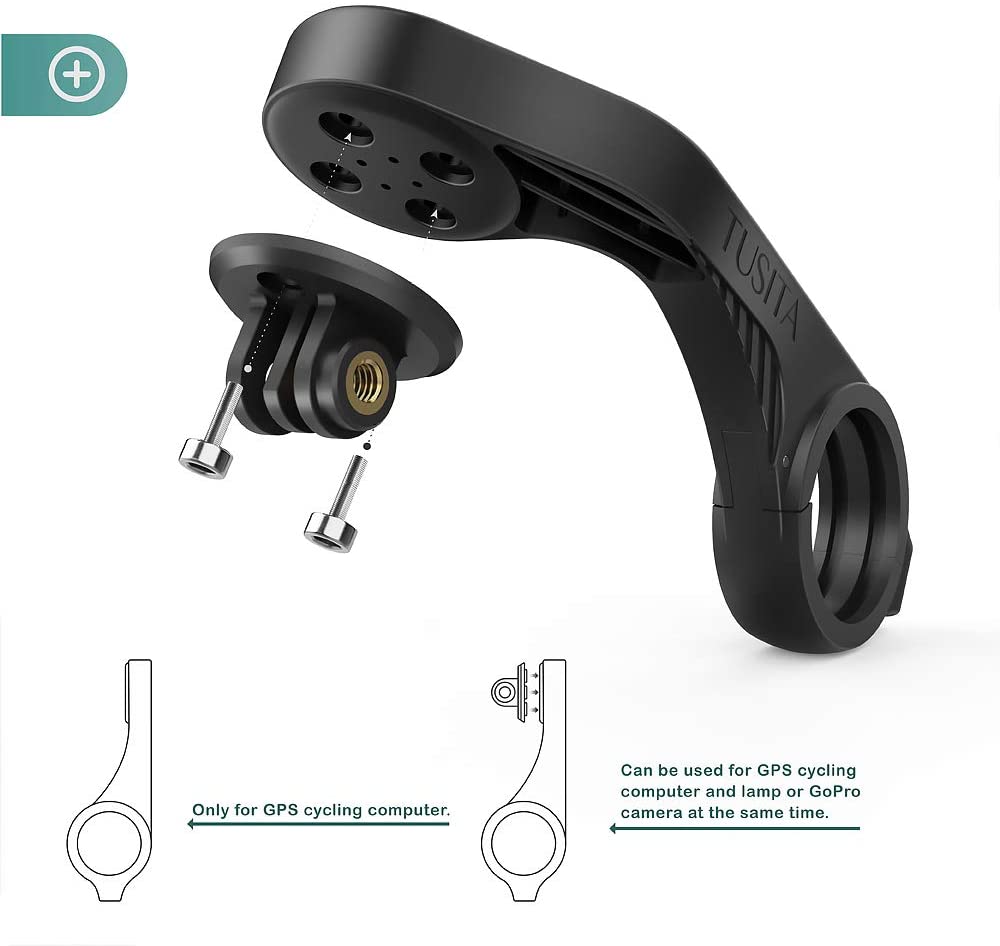 TUSITA
Only for GPS cycling computer.
Can be used for GPS cycling
computer and lamp or GoPro
camera at the same time.